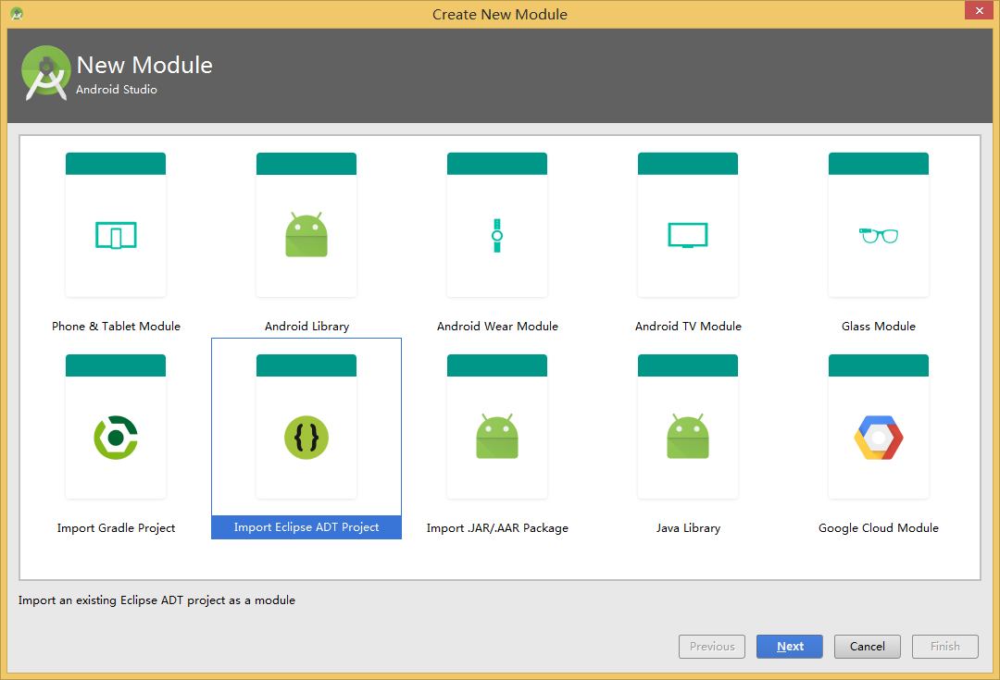 Create New Module
New Module
Android Studio
Phone & Tablet Module
Android Library
Android Wear Module
Android TV Module
Glass Module
Import Gradle Project
{}
Import Eclipse ADT Project
Import .JAR/.AAR Package
Java Library
Google Cloud Module
Import an existing Eclipse ADT project as a module
Previous
Next
Cancel
Finish